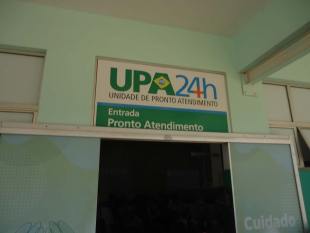 UPA24h
UNIDADE DE PRONTO ATENDIMENTO
Entrada
Pronto Atendimento
Cuidado